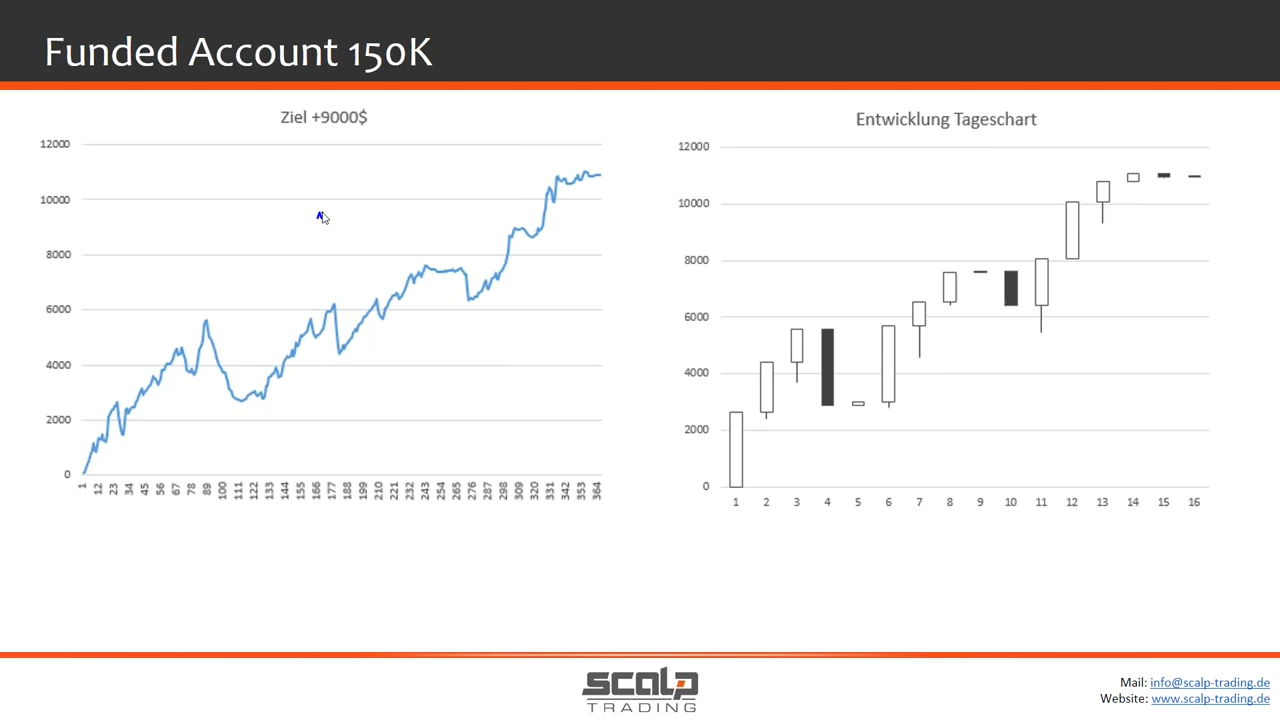 Funded Account 150K
Ziel +9000$
12000
10000
8000
6000
4000
2000
0
1 12 23 34 45 56 67 78 89 100 111 122 133 144 155 166 177 188 199 210 221 232 243 254 265 276 287 298 309 320 331 342 353 364
Entwicklung Tageschart
12000
10000
8000
6000
4000
2000
0
1 2 3 4 5 6 7 8 9 10 11 12 13 14 15 16
scalp
TRADING
Mail: info@scalp-trading.de
Website: www.scalp-trading.de